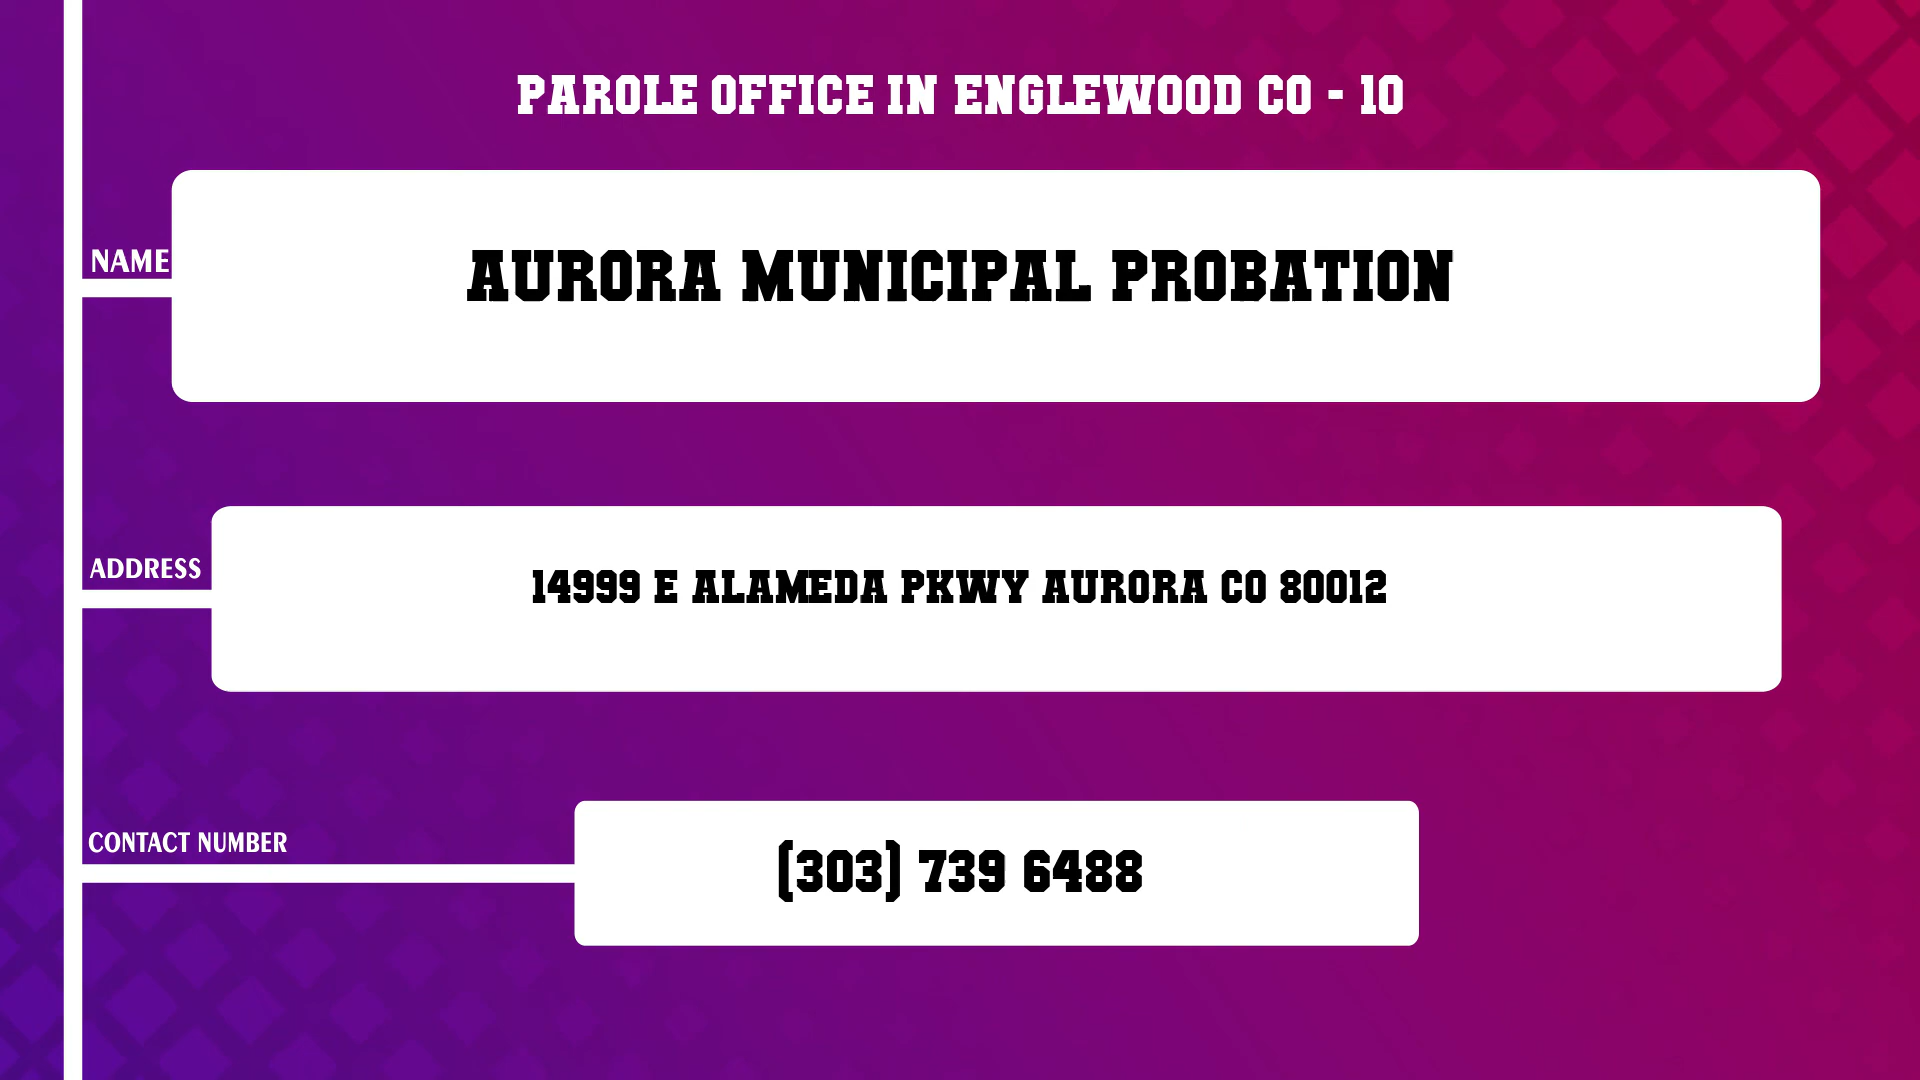 PAROLE OFFICE IN ENGLEWOOD CO - 10
NAME
AURORA MUNICIPAL PROBATION
ADDRESS
14999 E ALAMEDA PKWY AURORA CO 80012
CONTACT NUMBER
(303) 739 6488